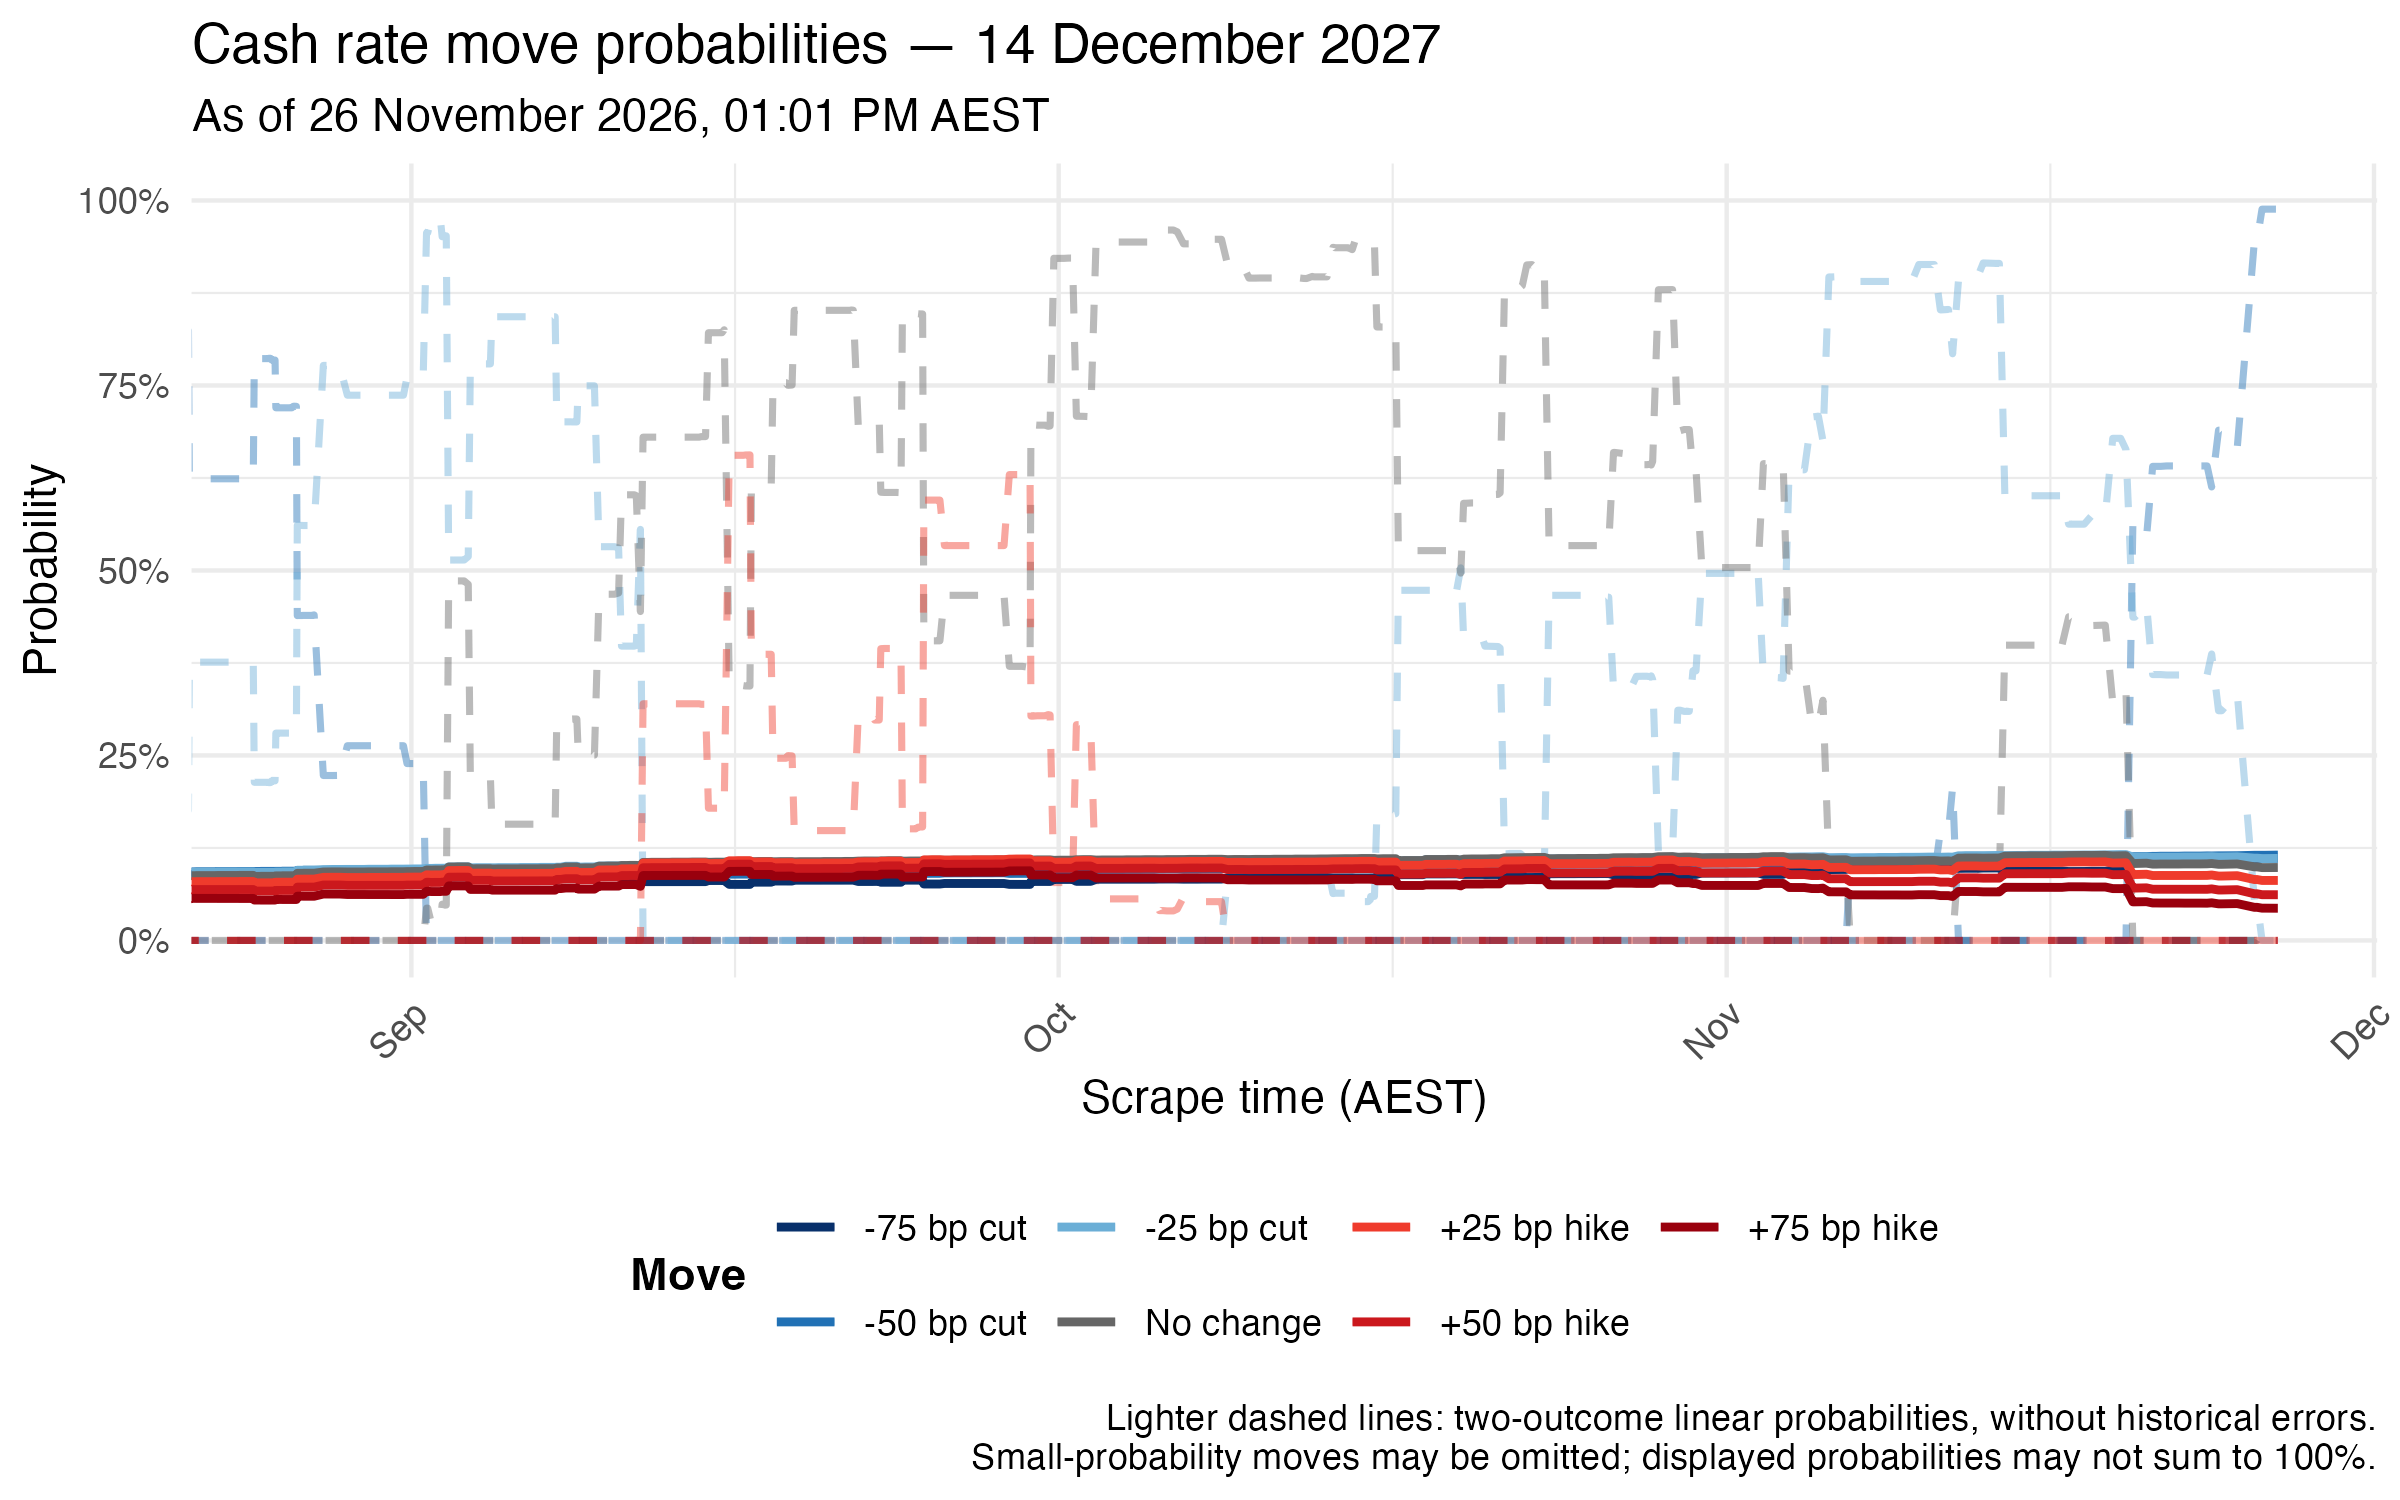 Cash rate move probabilities — 14 December 2027
As of 26 November 2026, 01:01 PM AEST
Probability
100%
75%
50%
25%
0%
Sep
Oct
Nov
Dec
Scrape time (AEST)
Move
-75 bp cut
-25 bp cut
+25 bp hike
+75 bp hike
-50 bp cut
No change
+50 bp hike
Lighter dashed lines: two-outcome linear probabilities, without historical errors.
Small-probability moves may be omitted; displayed probabilities may not sum to 100%.